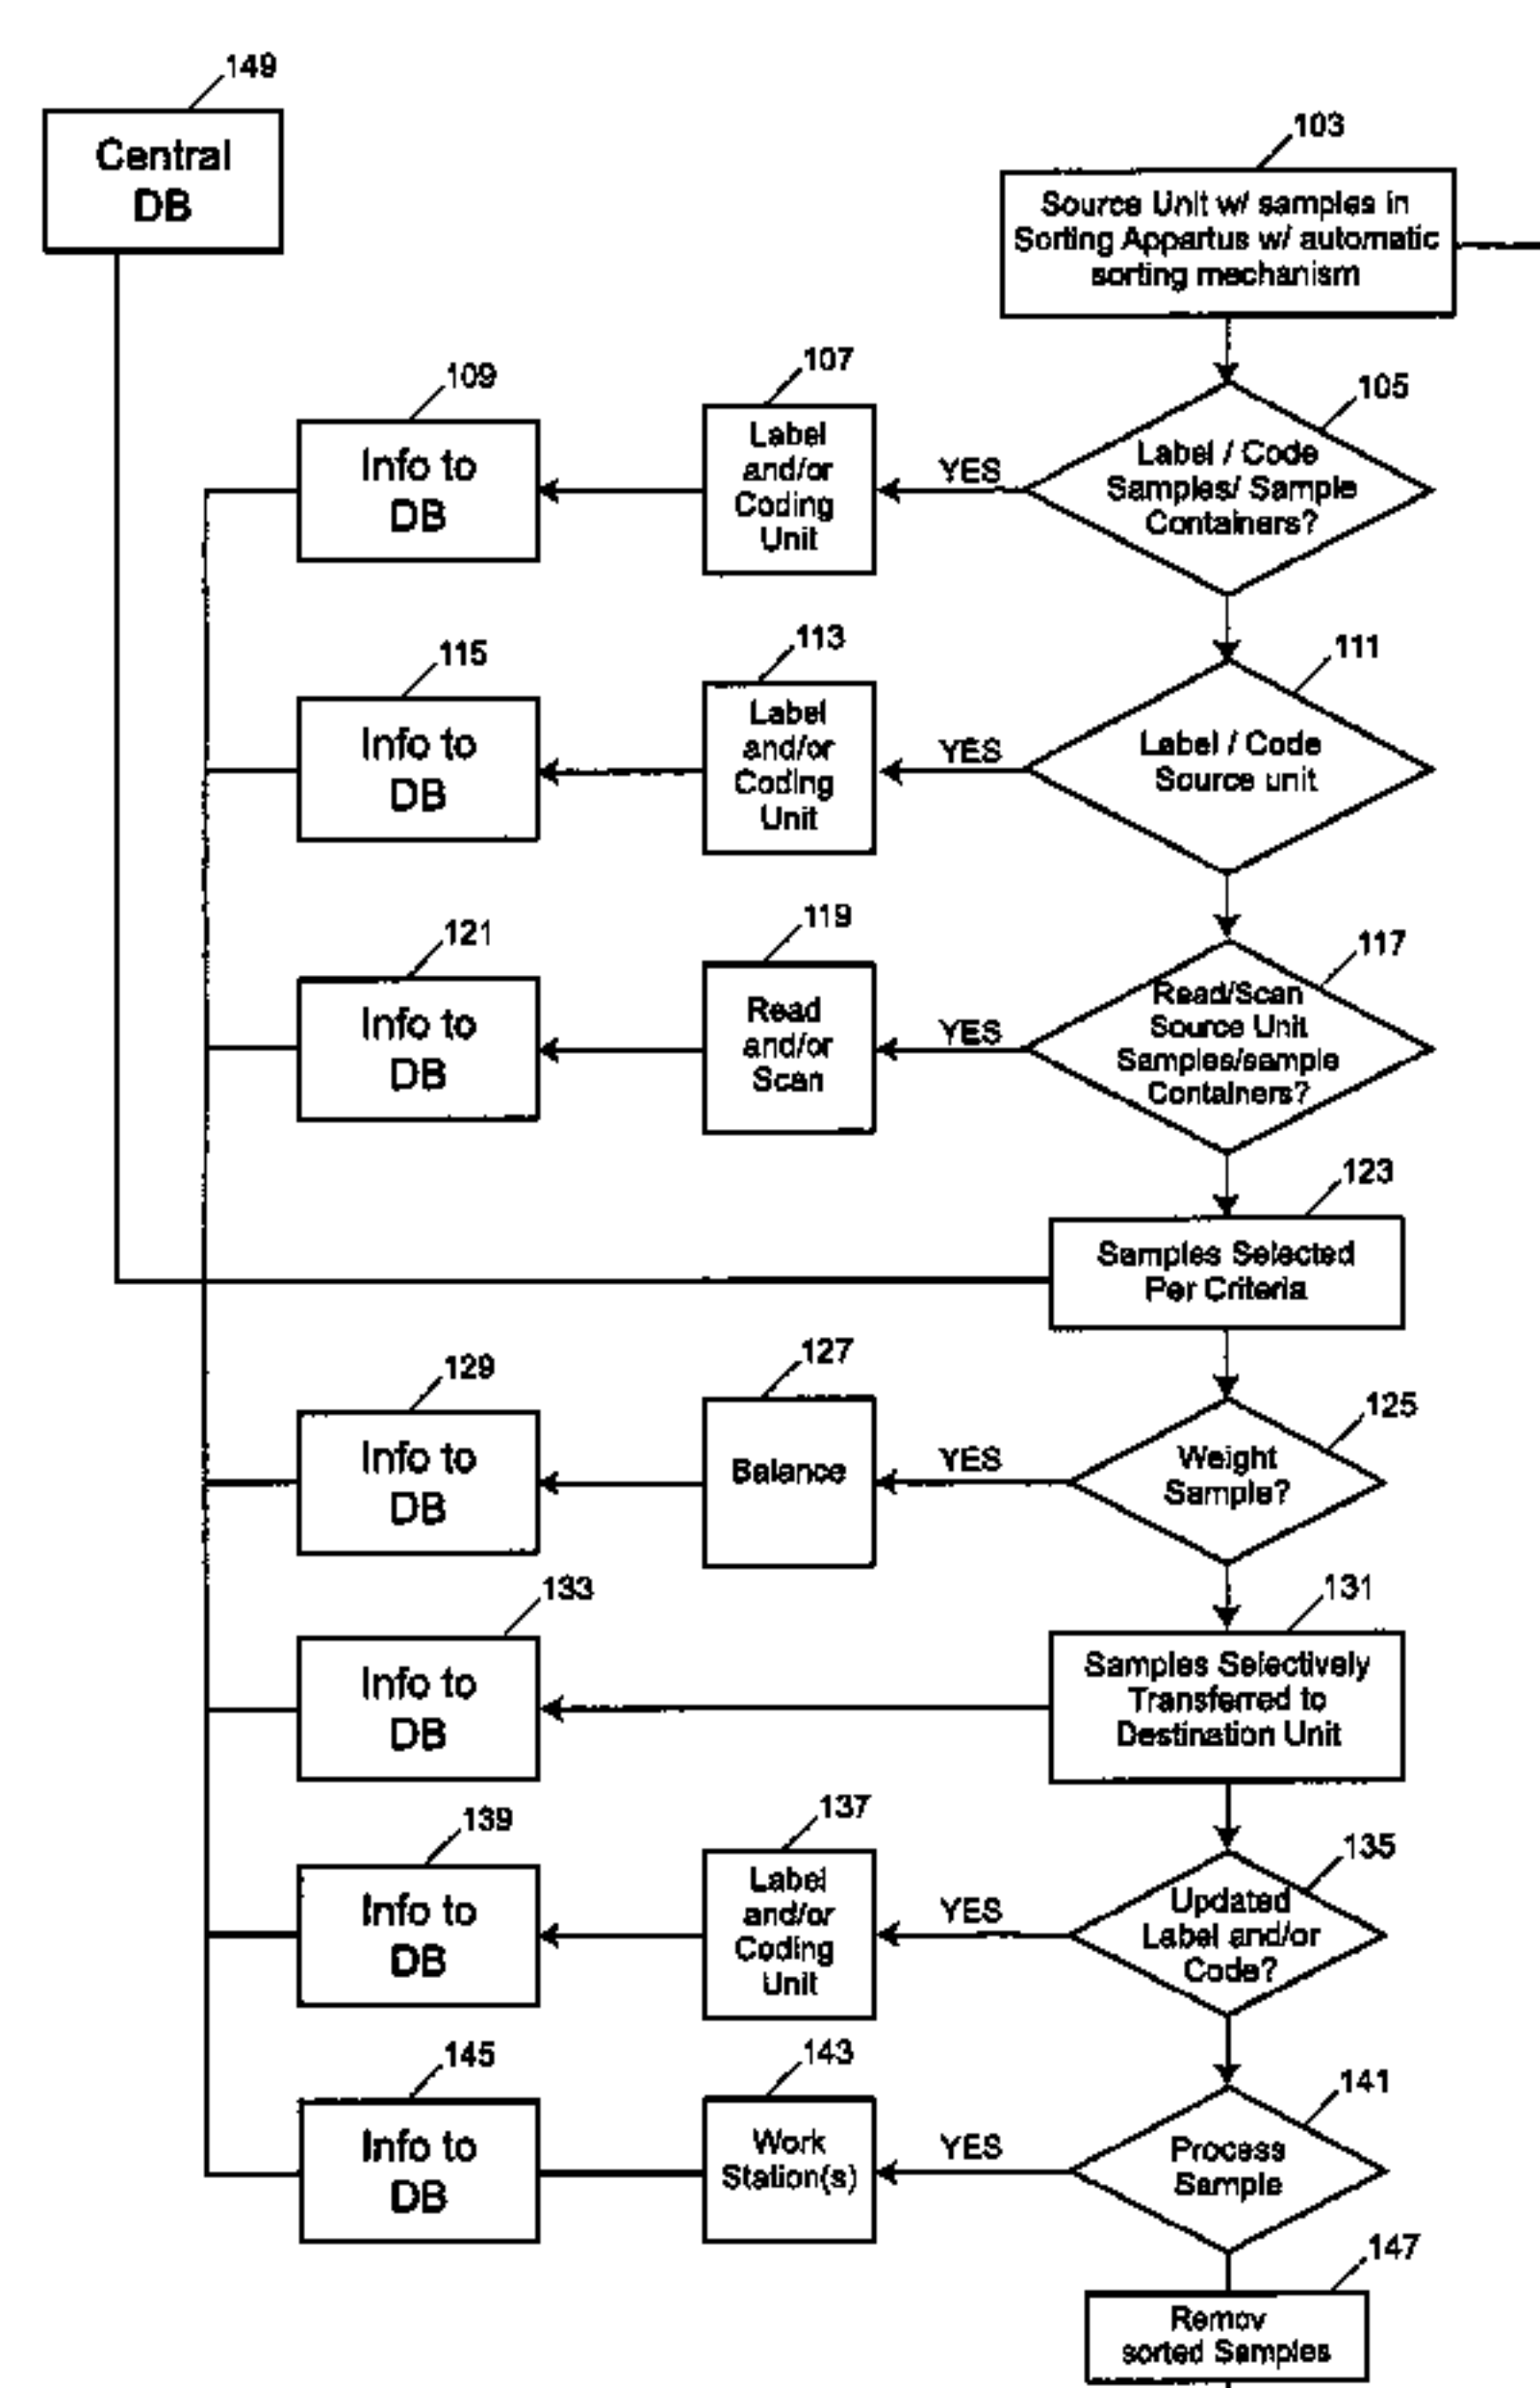 149
Central
DB
103
Source Unit w/ samples in
Sorting Appartus w/ automatic
sorting mechanism
109
Info to
DB
107
Label
and/or
Coding
Unit
YES
105
Label / Code
Samples/ Sample
Containers?
115
Info to
DB
113
Label
and/or
Coding
Unit
YES
111
Label / Code
Source unit
121
Info to
DB
119
Read
and/or
Scan
YES
117
Read/Scan
Source Unit
Samples/sample
Containers?
123
Samples Selected
Per Criteria
129
Info to
DB
127
Balance
YES
125
Weight
Sample?
133
Info to
DB
131
Samples Selectively
Transferred to
Destination Unit
139
Info to
DB
137
Label
and/or
Coding
Unit
YES
135
Updated
Label and/or
Code?
145
Info to
DB
143
Work
Station(s)
YES
141
Process
Sample
147
Remov
sorted Samples